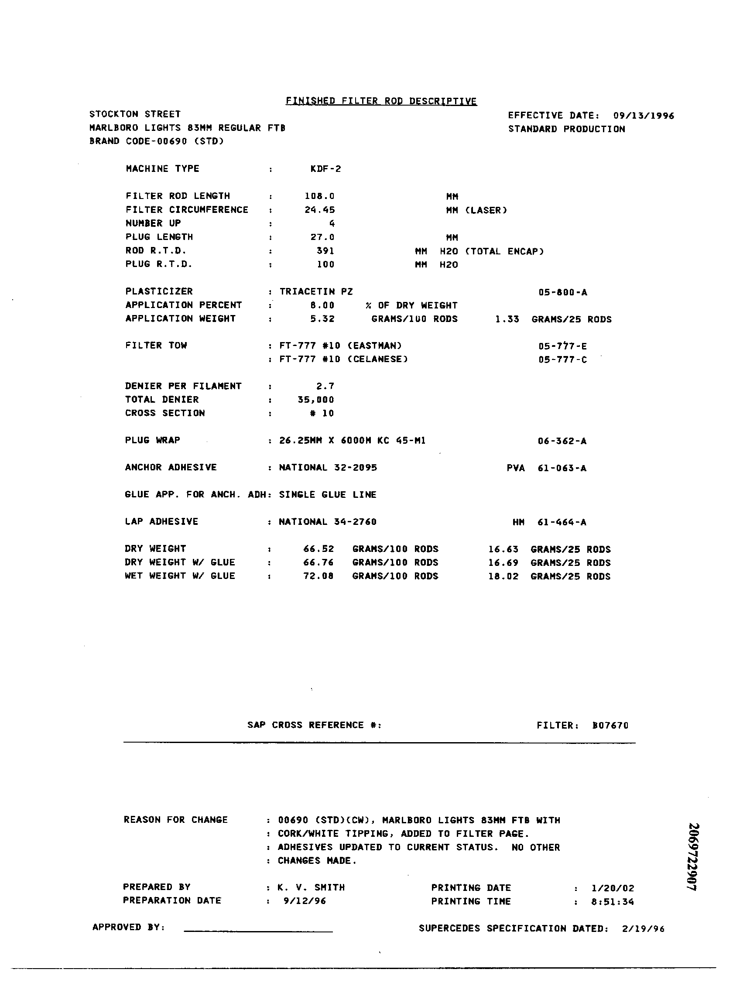 FINISHED FILTER ROD DESCRIPTIVE
STOCKTON STREET EFFECTIVE DATE: 09/13/1996
MARLBORO LIGHTS 83MM REGULAR FTB STANDARD PRODUCTION
BRAND CODE-00690 (STD)
MACHINE TYPE : KDF-2
FILTER ROD LENGTH : 108.0 MM
FILTER CIRCUMFERENCE : 24.45 MM (LASER)
NUMBER UP : 4
PLUG LENGTH : 27.0 MM
ROD R.T.D. : 391 MM H2O (TOTAL ENCAP)
PLUG R.T.D. : 100 MM H2O
PLASTICIZER : TRIACETIN PZ 05-800-A
APPLICATION PERCENT : 8.00 % OF DRY WEIGHT
APPLICATION WEIGHT : 5.32 GRAMS/100 RODS 1.33 GRAMS/25 RODS
FILTER TOW : FT-777 #10 (EASTMAN) 05-777-E
: FT-777 #10 (CELANESE) 05-777-C
DENIER PER FILAMENT : 2.7
TOTAL DENIER : 35,000
CROSS SECTION : # 10
PLUG WRAP : 26.25MM X 6000M KC 45-M1 06-362-A
ANCHOR ADHESIVE : NATIONAL 32-2095 PVA 61-063-A
GLUE APP. FOR ANCH. ADH: SINGLE GLUE LINE
LAP ADHESIVE : NATIONAL 34-2760 HM 61-464-A
DRY WEIGHT : 66.52 GRAMS/100 RODS 16.63 GRAMS/25 RODS
DRY WEIGHT W/ GLUE : 66.76 GRAMS/100 RODS 16.69 GRAMS/25 RODS
WET WEIGHT W/ GLUE : 72.08 GRAMS/100 RODS 18.02 GRAMS/25 RODS
SAP CROSS REFERENCE #: FILTER: B07670
REASON FOR CHANGE : 00690 (STD)(CW), MARLBORO LIGHTS 83MM FTB WITH
: CORK/WHITE TIPPING, ADDED TO FILTER PAGE.
: ADHESIVES UPDATED TO CURRENT STATUS. NO OTHER
: CHANGES MADE.
PREPARED BY : K. V. SMITH PRINTING DATE : 1/20/02
PREPARATION DATE : 9/12/96 PRINTING TIME : 8:51:34
APPROVED BY: SUPERCEDES SPECIFICATION DATED: 2/19/96
2069722907